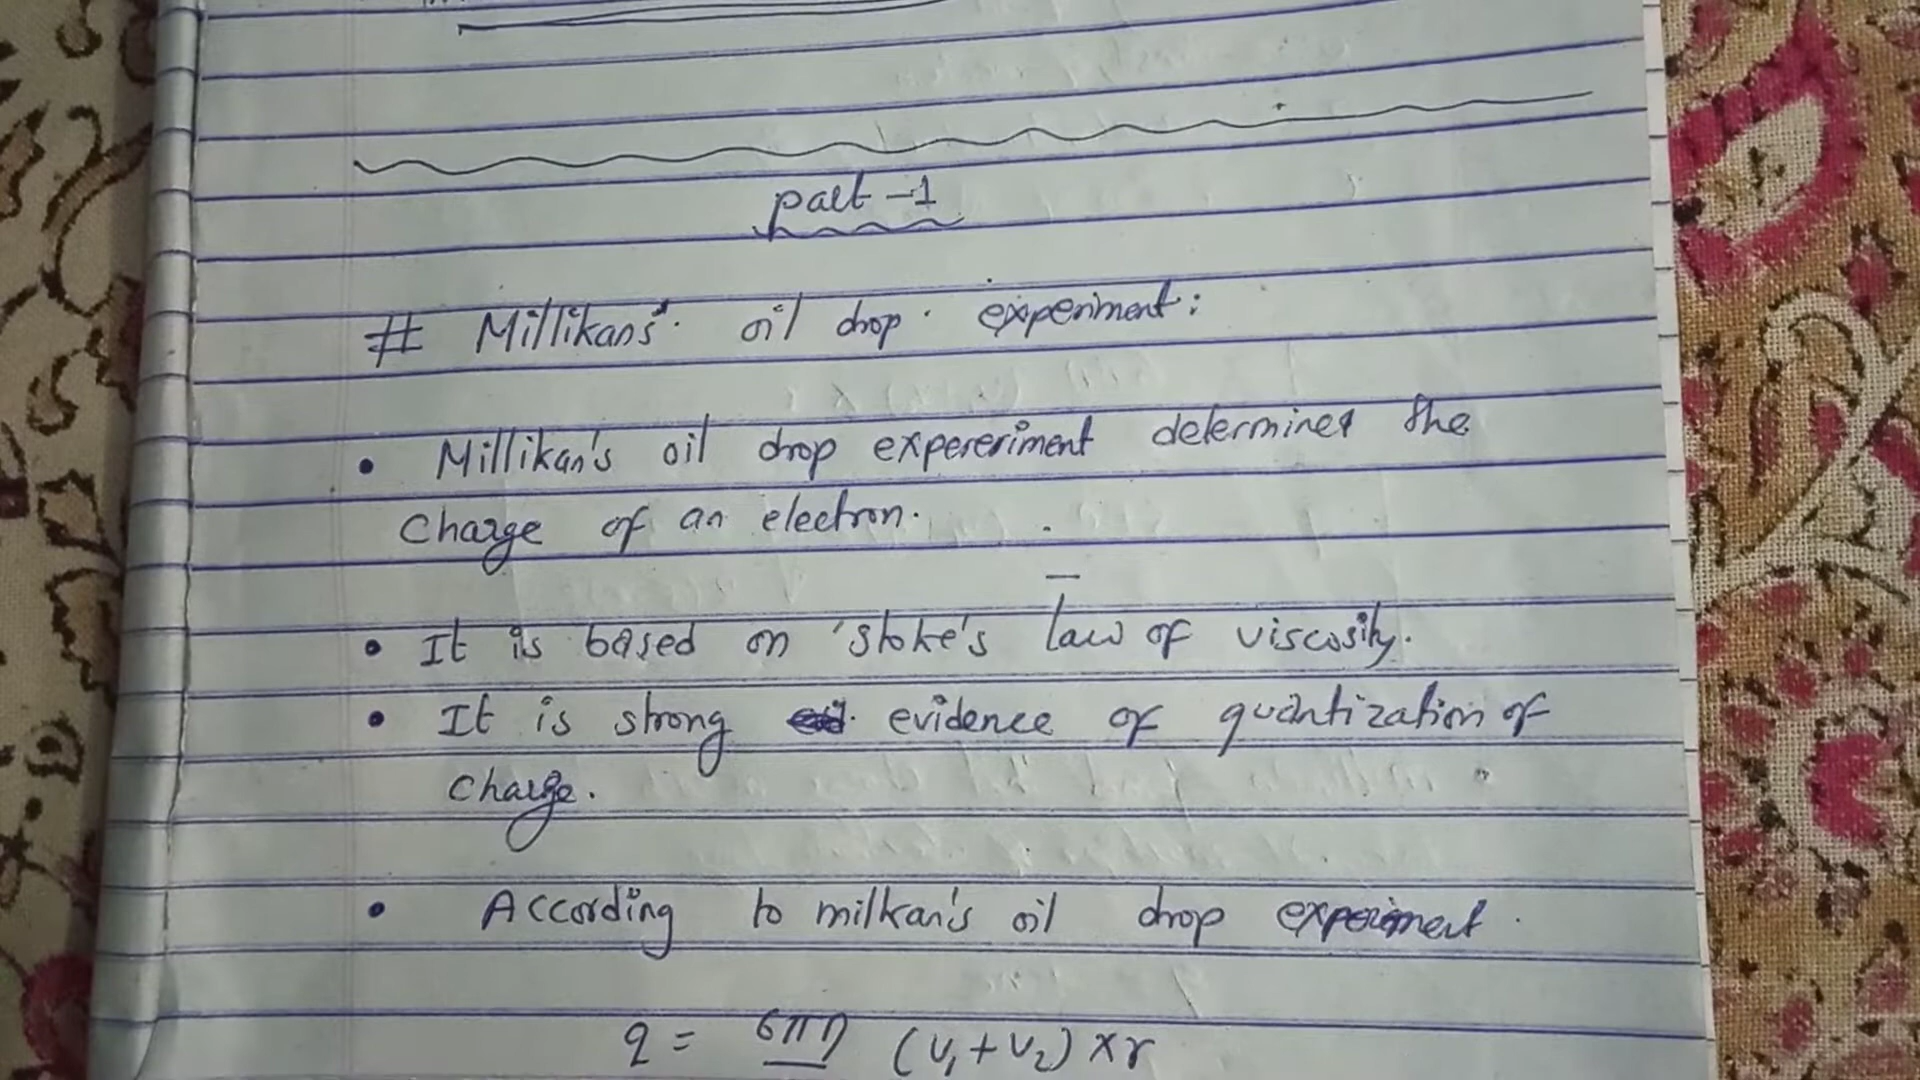 part -1
# Millikans' oil drop experiment:
• Millikan's oil drop expereriment determines the
charge of an electron.
• It is based on 'stoke's law of viscosity.
• It is strong evidence of quantization of
charge.
• According to milkan's oil drop experiment.
q = 6πη (v₁+v₂) ×r